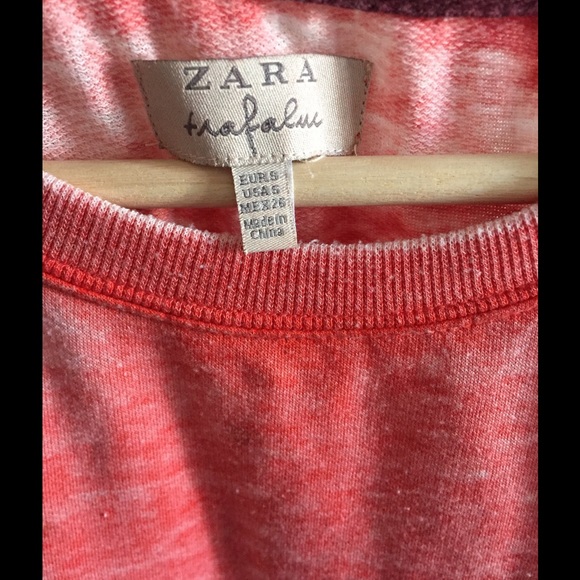 ZARA
trafaluc
EUR S
USA S
MEX 26
Made in
China